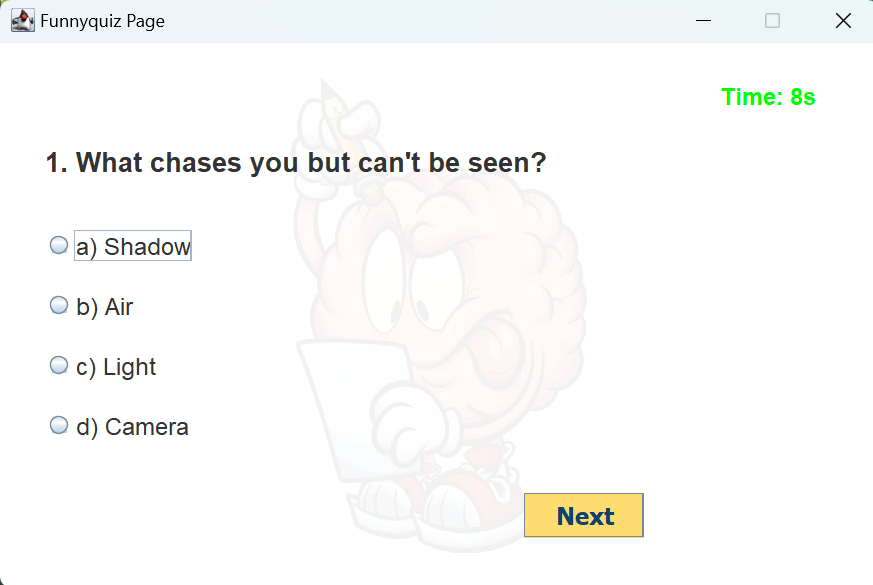 Funnyquiz Page
Time: 8s
1. What chases you but can't be seen?
a) Shadow
b) Air
c) Light
d) Camera
Next